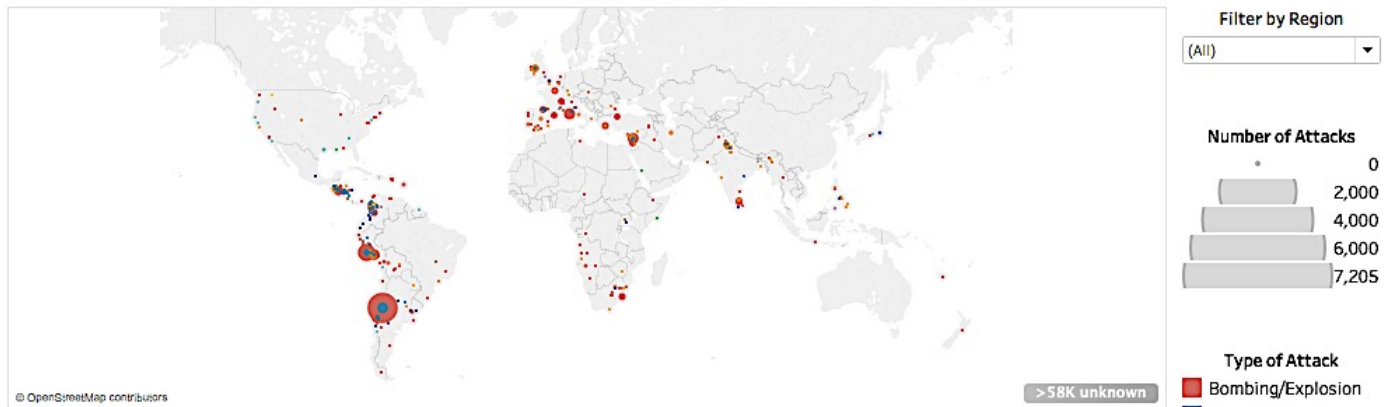 Filter by Region
(All)
Number of Attacks
0
2,000
4,000
6,000
7,205
Type of Attack
Bombing/Explosion
© OpenStreetMap contributors
>58K unknown